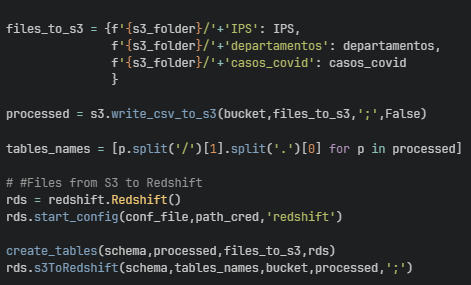 files_to_s3 = {f'{s3_folder}/'+'IPS': IPS,
f'{s3_folder}/'+'departamentos': departamentos,
f'{s3_folder}/'+'casos_covid': casos_covid
}
processed = s3.write_csv_to_s3(bucket,files_to_s3,';',False)
tables_names = [p.split('/')[1].split('.')[0] for p in processed]
# #Files from S3 to Redshift
rds = redshift.Redshift()
rds.start_config(conf_file,path_cred,'redshift')
create_tables(schema,processed,files_to_s3,rds)
rds.s3ToRedshift(schema,tables_names,bucket,processed,';')